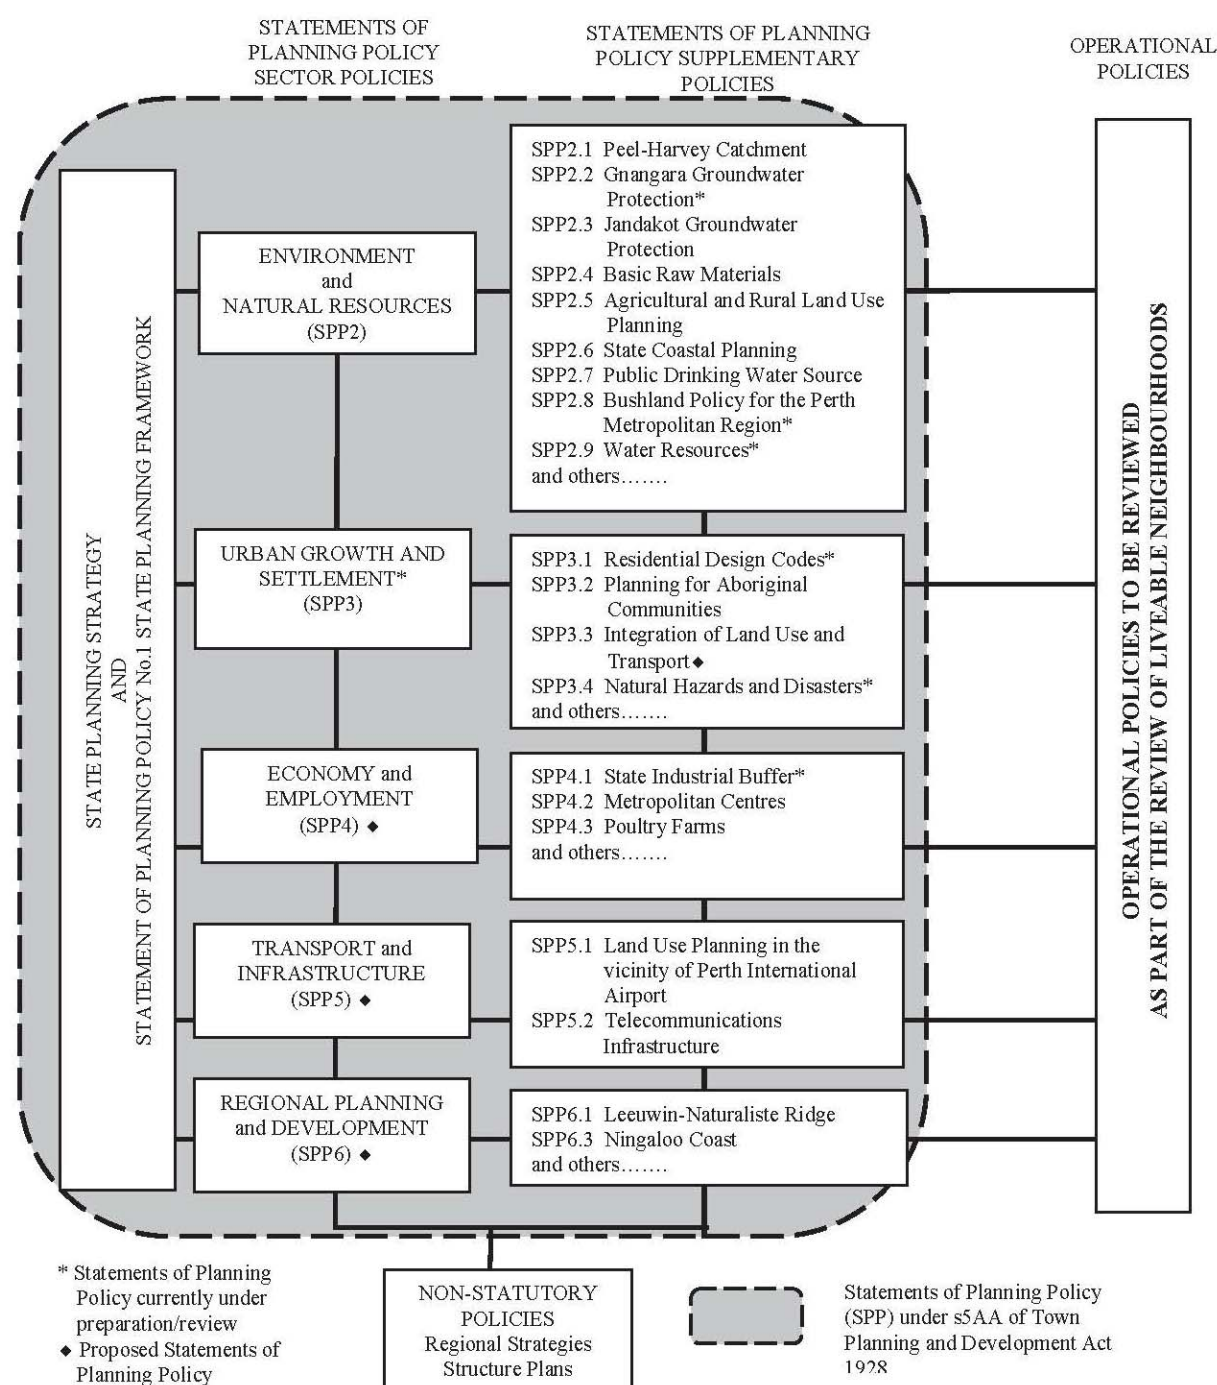 STATEMENTS OF
PLANNING POLICY
SECTOR POLICIES
STATEMENTS OF PLANNING
POLICY SUPPLEMENTARY
POLICIES
OPERATIONAL
POLICIES
STATE PLANNING STRATEGY
AND
STATEMENT OF PLANNING POLICY No.1 STATE PLANNING FRAMEWORK
ENVIRONMENT
and
NATURAL RESOURCES
(SPP2)
SPP2.1 Peel-Harvey Catchment
SPP2.2 Gnangara Groundwater
Protection*
SPP2.3 Jandakot Groundwater
Protection
SPP2.4 Basic Raw Materials
SPP2.5 Agricultural and Rural Land Use
Planning
SPP2.6 State Coastal Planning
SPP2.7 Public Drinking Water Source
SPP2.8 Bushland Policy for the Perth
Metropolitan Region*
SPP2.9 Water Resources*
and others…….
URBAN GROWTH AND
SETTLEMENT*
(SPP3)
SPP3.1 Residential Design Codes*
SPP3.2 Planning for Aboriginal
Communities
SPP3.3 Integration of Land Use and
Transport◆
SPP3.4 Natural Hazards and Disasters*
and others…….
ECONOMY and
EMPLOYMENT
(SPP4) ◆
SPP4.1 State Industrial Buffer*
SPP4.2 Metropolitan Centres
SPP4.3 Poultry Farms
and others…….
TRANSPORT and
INFRASTRUCTURE
(SPP5) ◆
SPP5.1 Land Use Planning in the
vicinity of Perth International
Airport
SPP5.2 Telecommunications
Infrastructure
REGIONAL PLANNING
and DEVELOPMENT
(SPP6) ◆
SPP6.1 Leeuwin-Naturaliste Ridge
SPP6.3 Ningaloo Coast
and others…….
OPERATIONAL POLICIES TO BE REVIEWED
AS PART OF THE REVIEW OF LIVEABLE NEIGHBOURHOODS
* Statements of Planning
Policy currently under
preparation/review
◆ Proposed Statements of
Planning Policy
NON-STATUTORY
POLICIES
Regional Strategies
Structure Plans
Statements of Planning Policy
(SPP) under s5AA of Town
Planning and Development Act
1928